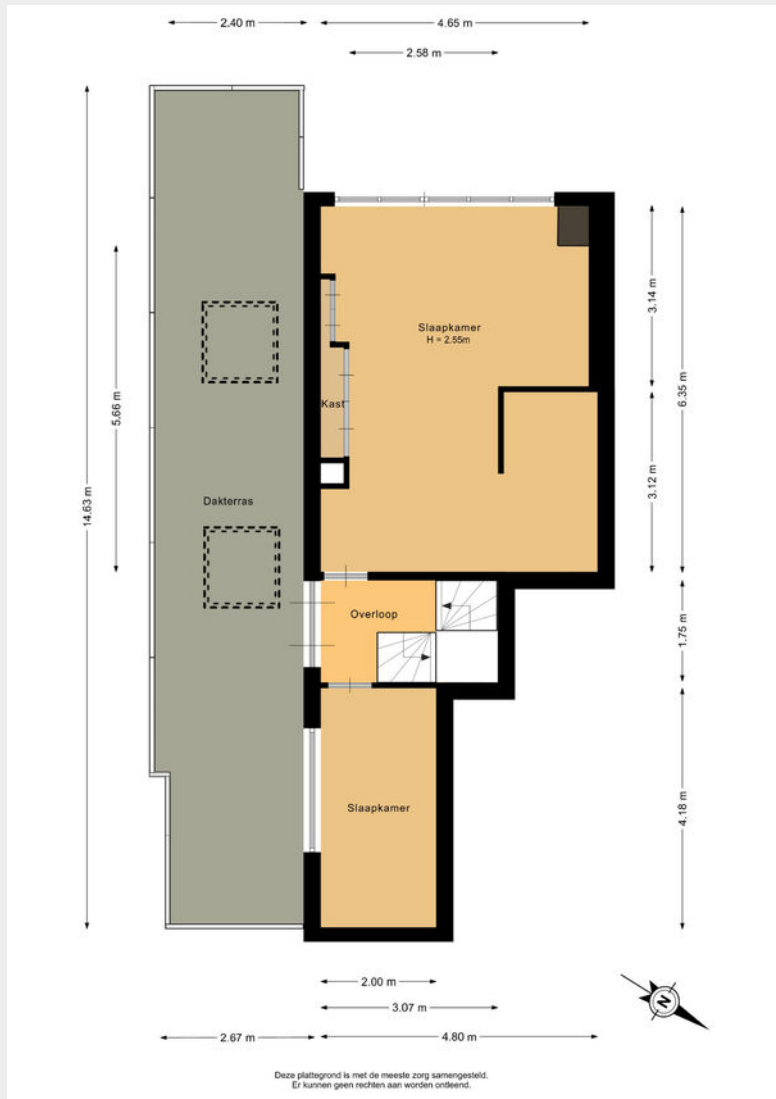 2.40 m
4.65 m
2.58 m
Slaapkamer
H = 2.55m
3.14 m
6.35 m
5.66 m
Kast
3.12 m
14.63 m
Dakterras
Overloop
1.75 m
Slaapkamer
4.18 m
2.00 m
N
3.07 m
2.67 m
4.80 m
Deze plattegrond is met de meeste zorg samengesteld.
Er kunnen geen rechten aan worden ontleend.